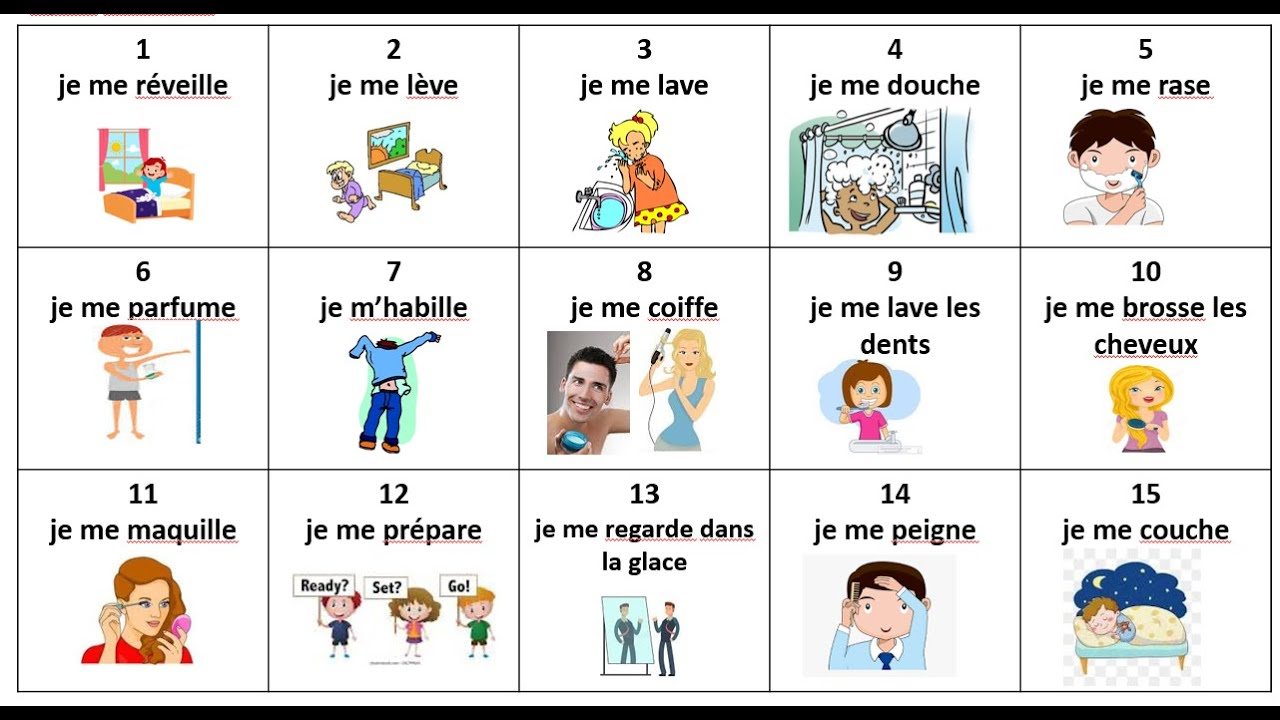 1
je me réveille
2
je me lève
3
je me lave
4
je me douche
5
je me rase
6
je me parfume
7
je m’habille
8
je me coiffe
9
je me lave les
dents
10
je me brosse les
cheveux
11
je me maquille
12
je me prépare
Ready?
Set?
Go!
13
je me regarde dans
la glace
14
je me peigne
15
je me couche